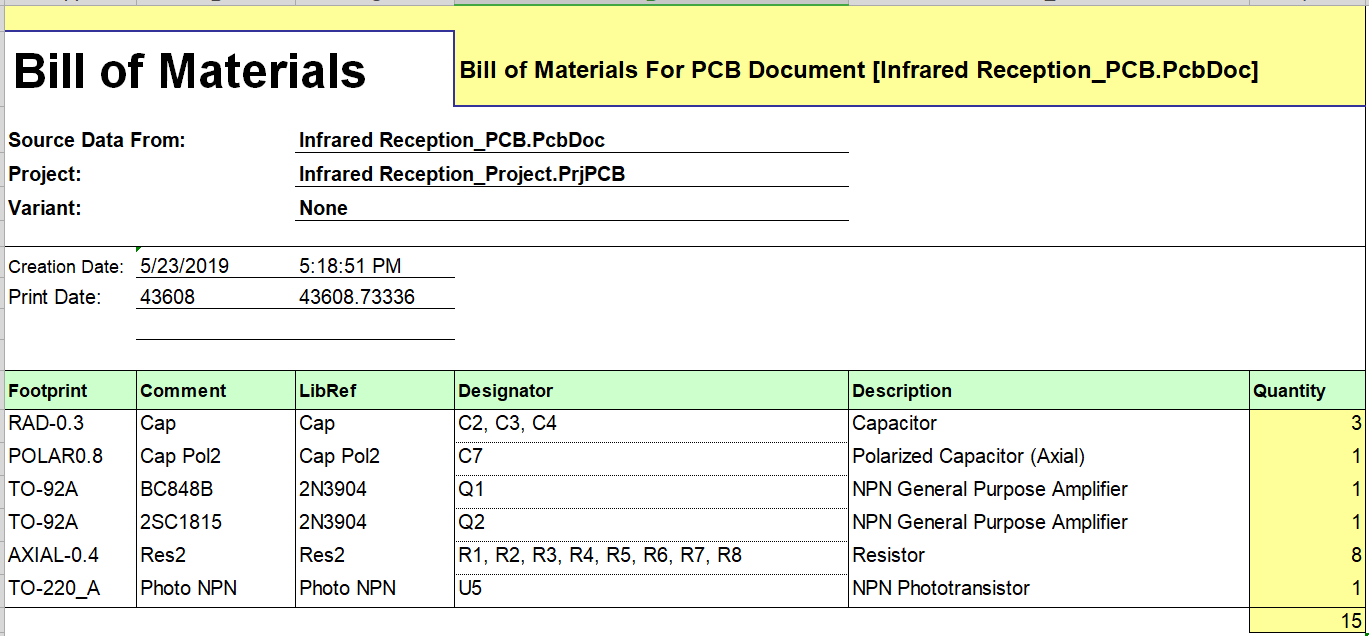 Bill of Materials
Bill of Materials For PCB Document [Infrared Reception_PCB.PcbDoc]
Source Data From: Infrared Reception_PCB.PcbDoc
Project: Infrared Reception_Project.PrjPCB
Variant: None
Creation Date: 5/23/2019 5:18:51 PM
Print Date: 43608 43608.73336
Footprint Comment LibRef Designator Description Quantity
RAD-0.3 Cap Cap C2, C3, C4 Capacitor 3
POLAR0.8 Cap Pol2 Cap Pol2 C7 Polarized Capacitor (Axial) 1
TO-92A BC848B 2N3904 Q1 NPN General Purpose Amplifier 1
TO-92A 2SC1815 2N3904 Q2 NPN General Purpose Amplifier 1
AXIAL-0.4 Res2 Res2 R1, R2, R3, R4, R5, R6, R7, R8 Resistor 8
TO-220_A Photo NPN Photo NPN U5 NPN Phototransistor 1
15